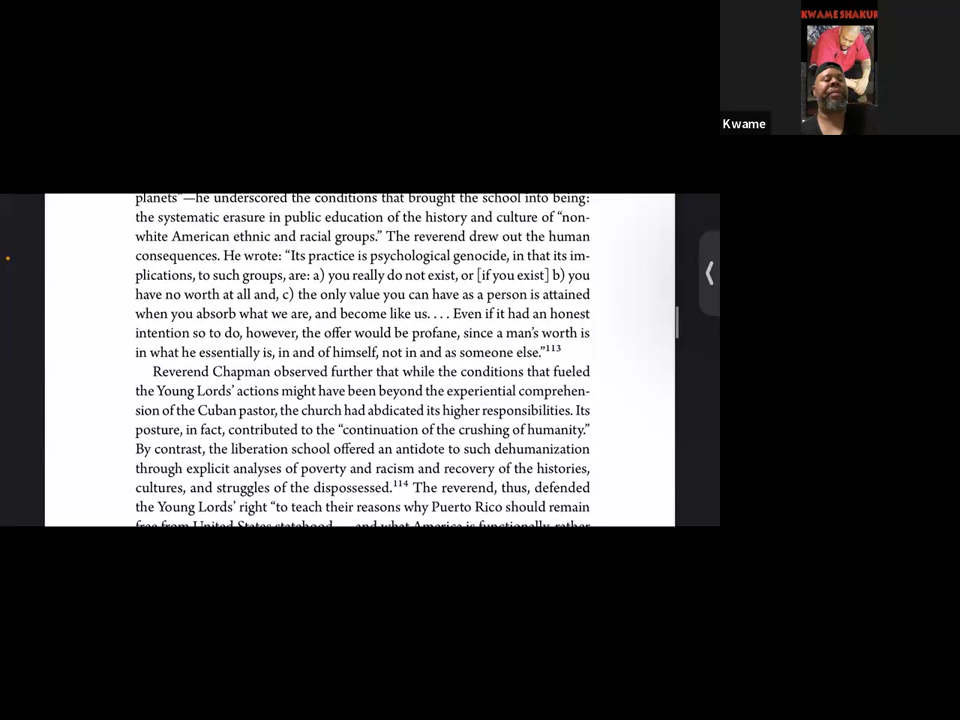 KWAME SHAKUR
Kwame
planets”—he underscored the conditions that brought the school into being:
the systematic erasure in public education of the history and culture of “non-
white American ethnic and racial groups.” The reverend drew out the human
consequences. He wrote: “Its practice is psychological genocide, in that its im-
plications, to such groups, are: a) you really do not exist, or [if you exist] b) you
have no worth at all and, c) the only value you can have as a person is attained
when you absorb what we are, and become like us. . . . Even if it had an honest
intention so to do, however, the offer would be profane, since a man’s worth is
in what he essentially is, in and of himself, not in and as someone else.”113
Reverend Chapman observed further that while the conditions that fueled
the Young Lords’ actions might have been beyond the experiential comprehen-
sion of the Cuban pastor, the church had abdicated its higher responsibilities. Its
posture, in fact, contributed to the “continuation of the crushing of humanity.”
By contrast, the liberation school offered an antidote to such dehumanization
through explicit analyses of poverty and racism and recovery of the histories,
cultures, and struggles of the dispossessed.114 The reverend, thus, defended
the Young Lords’ right “to teach their reasons why Puerto Rico should remain
free from United States statehood . . . and what America is functionally, rather